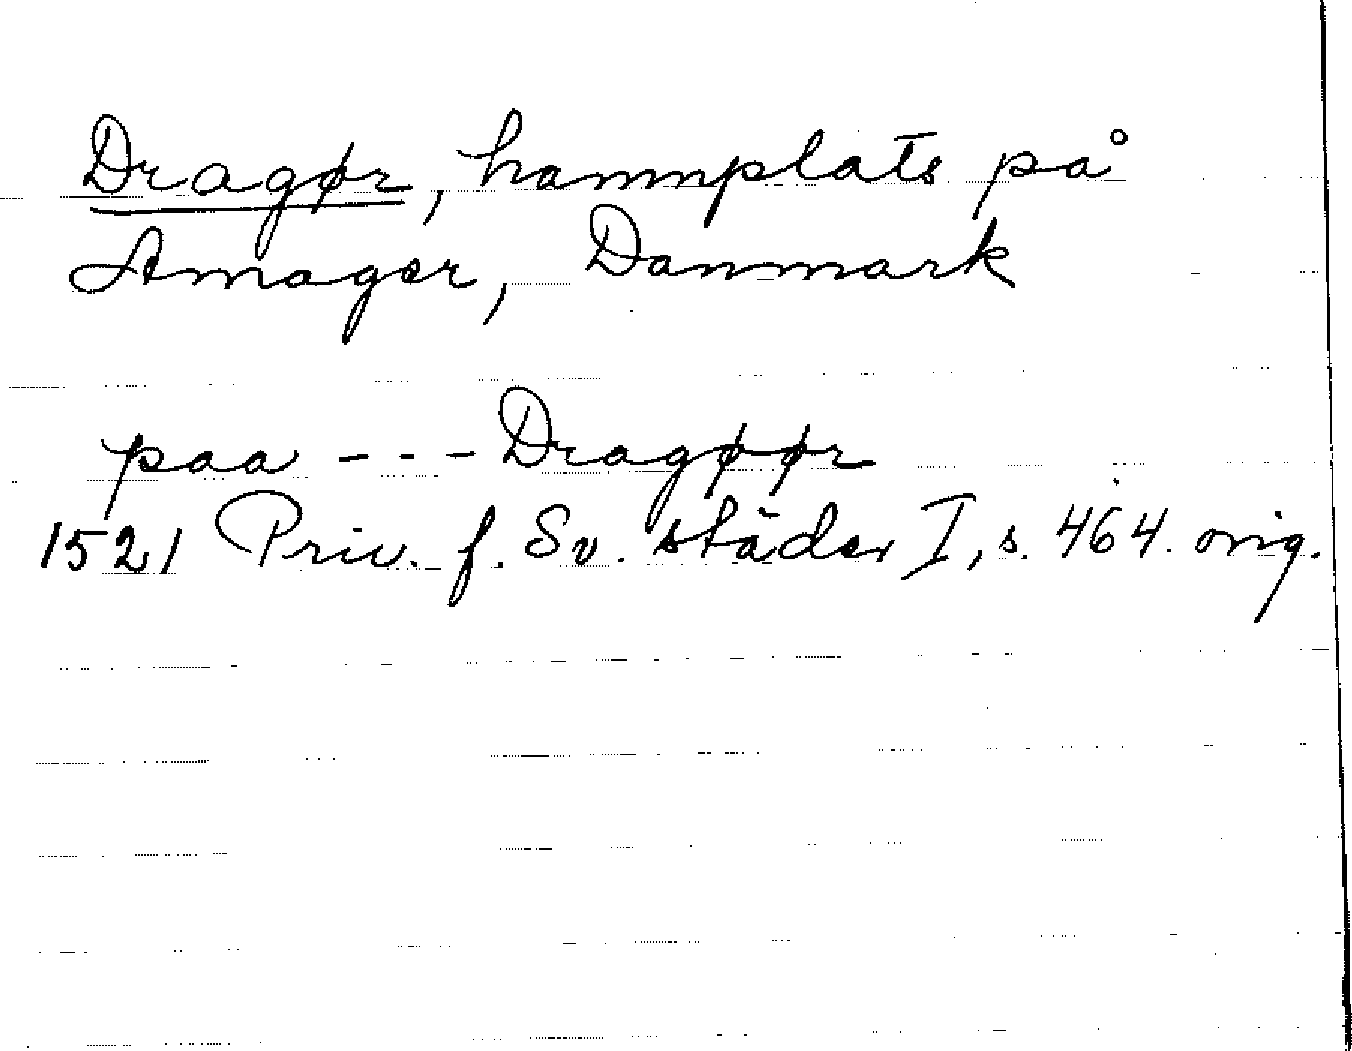 Dragør, hamnplats på
Amager, Danmark
paa --- Dragøør
1521 Priv. f. Sv. städer I, s. 464. orig.